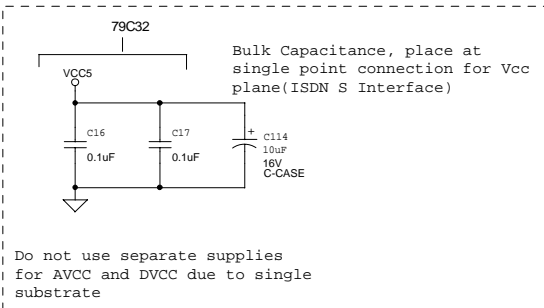 79C32
Bulk Capacitance, place at
single point connection for Vcc
plane(ISDN S Interface)
VCC5
C16
0.1uF
C17
0.1uF
+
C114
10uF
16V
C-CASE
Do not use separate supplies
for AVCC and DVCC due to single
substrate